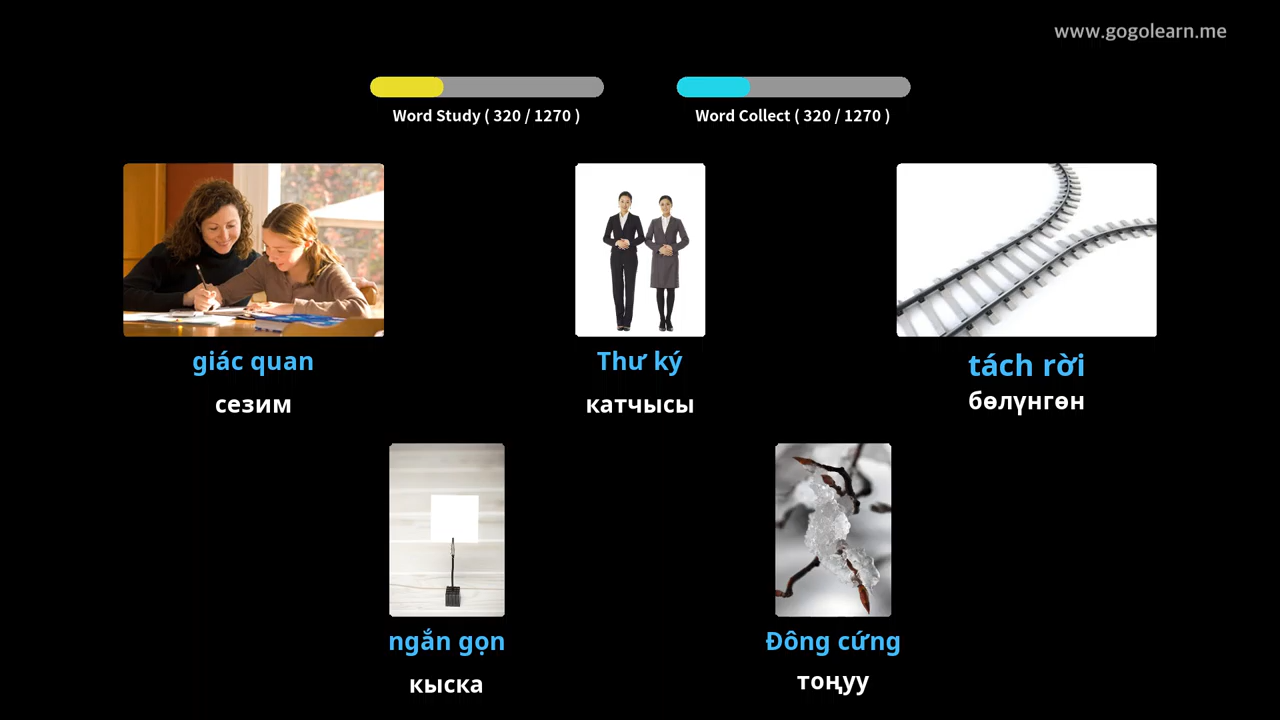 www.gogolearn.me
Word Study ( 320 / 1270 )
Word Collect ( 320 / 1270 )
giác quan
сезим
Thư ký
катчысы
tách rời
бөлүнгөн
ngắn gọn
кыска
Đông cứng
тоңуу